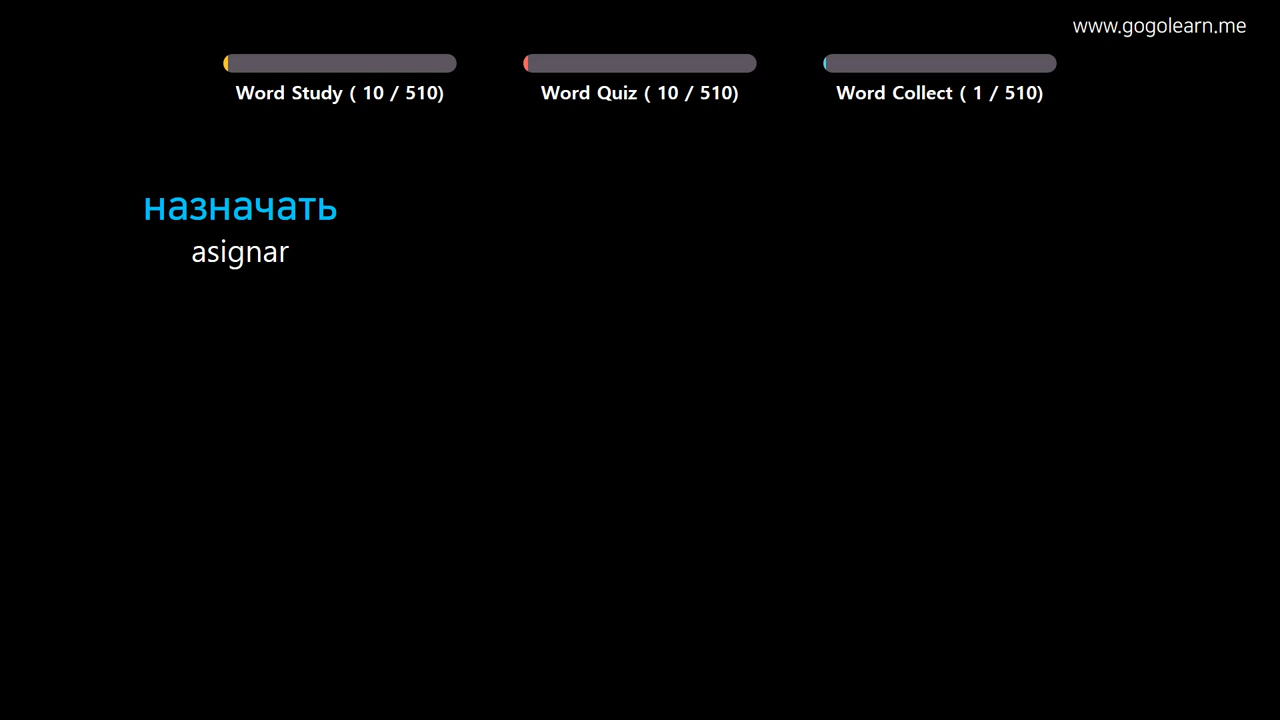 www.gogolearn.me
Word Study ( 10 / 510)
Word Quiz ( 10 / 510)
Word Collect ( 1 / 510)
назначать
asignar